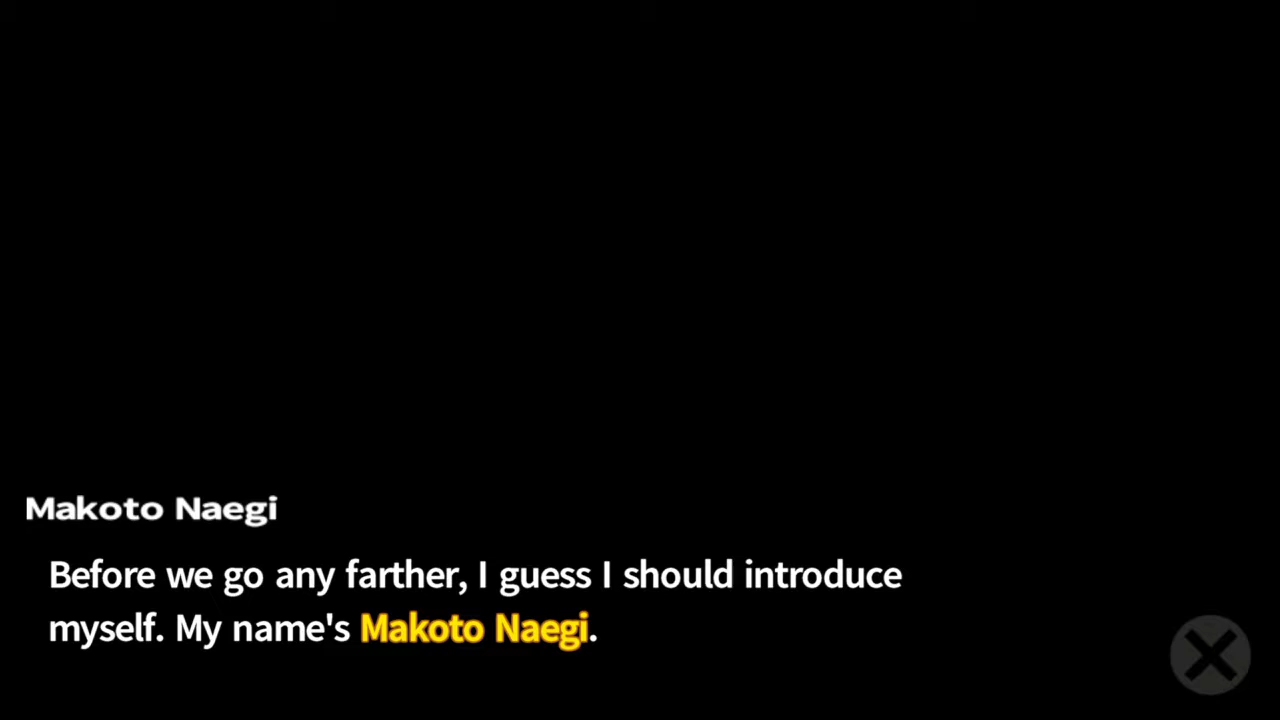 Makoto Naegi
Before we go any farther, I guess I should introduce
myself. My name's Makoto Naegi.